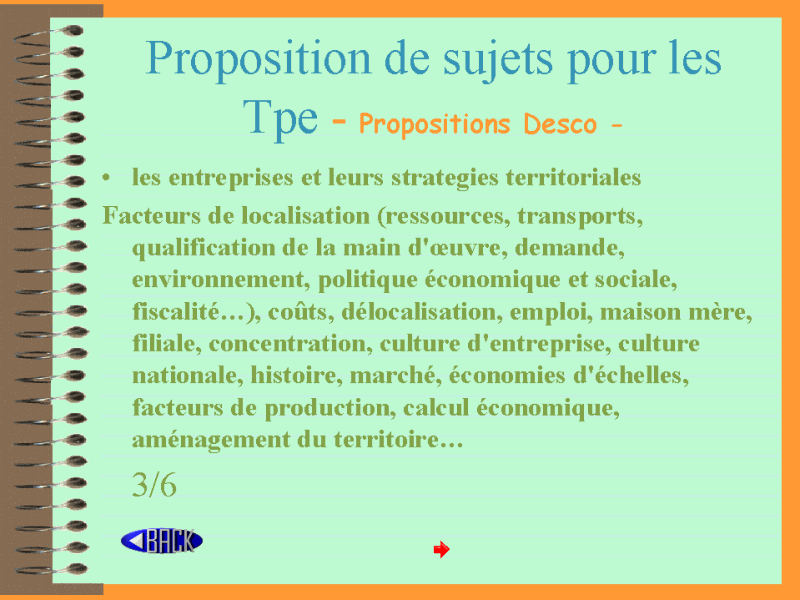 Proposition de sujets pour les
Tpe - Propositions Desco -
• les entreprises et leurs strategies territoriales
Facteurs de localisation (ressources, transports,
qualification de la main d'œuvre, demande,
environnement, politique économique et sociale,
fiscalité…), coûts, délocalisation, emploi, maison mère,
filiale, concentration, culture d'entreprise, culture
nationale, histoire, marché, économies d'échelles,
facteurs de production, calcul économique,
aménagement du territoire…
3/6
BACK